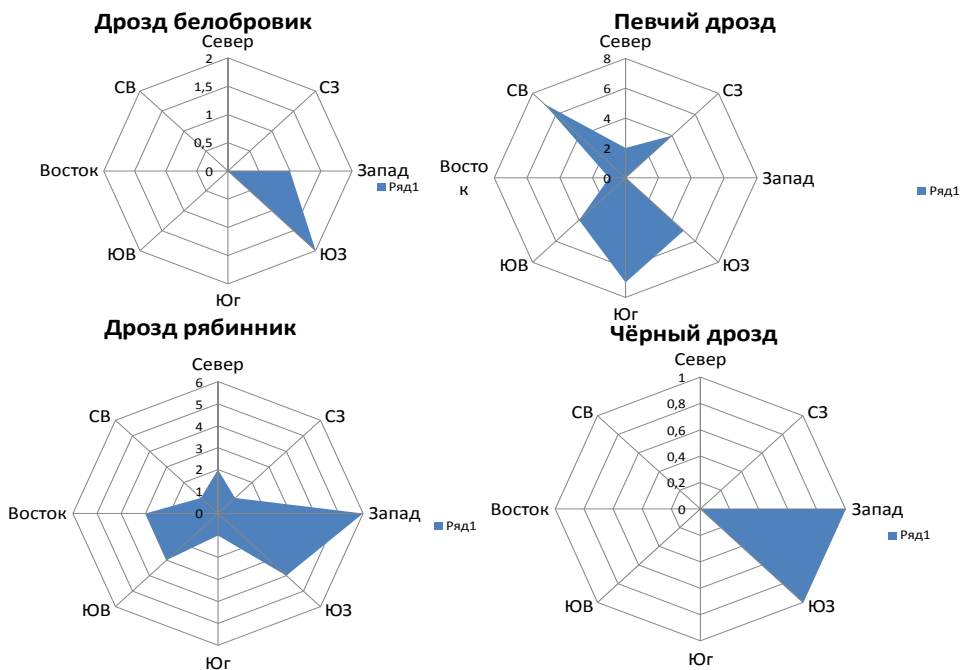 Дрозд белобровик
Север
2
1,5
1
0,5
0
СЗ
Запад
ЮЗ
Юг
ЮВ
Восток
СВ
Ряд1
Певчий дрозд
Север
8
6
4
2
0
СЗ
Запад
ЮЗ
Юг
ЮВ
Восто
к
СВ
Ряд1
Дрозд рябинник
Север
6
5
4
3
2
1
0
СЗ
Запад
ЮЗ
Юг
ЮВ
Восток
СВ
Ряд1
Чёрный дрозд
Север
1
0,8
0,6
0,4
0,2
0
СЗ
Запад
ЮЗ
Юг
ЮВ
Восток
СВ
Ряд1